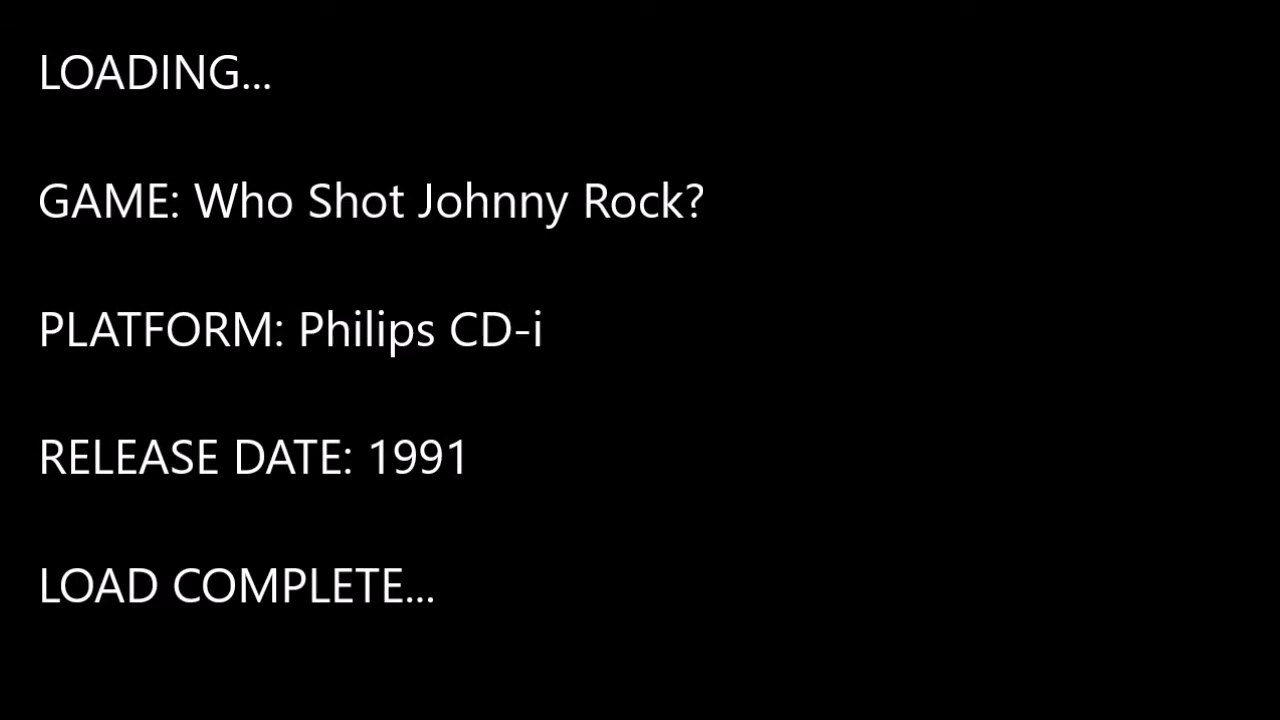 LOADING...
GAME: Who Shot Johnny Rock?
PLATFORM: Philips CD-i
RELEASE DATE: 1991
LOAD COMPLETE...